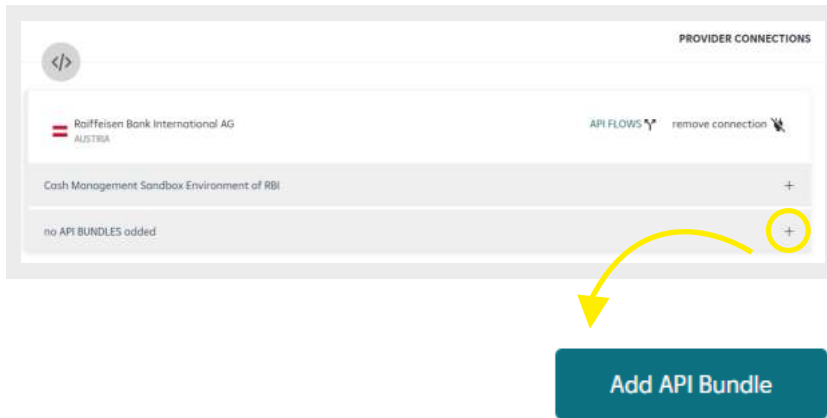 PROVIDER CONNECTIONS
</>
Raiffeisen Bank International AG
AUSTRIA
API FLOWS remove connection
Cash Management Sandbox Environment of RBI +
no API BUNDLES added +
Add API Bundle